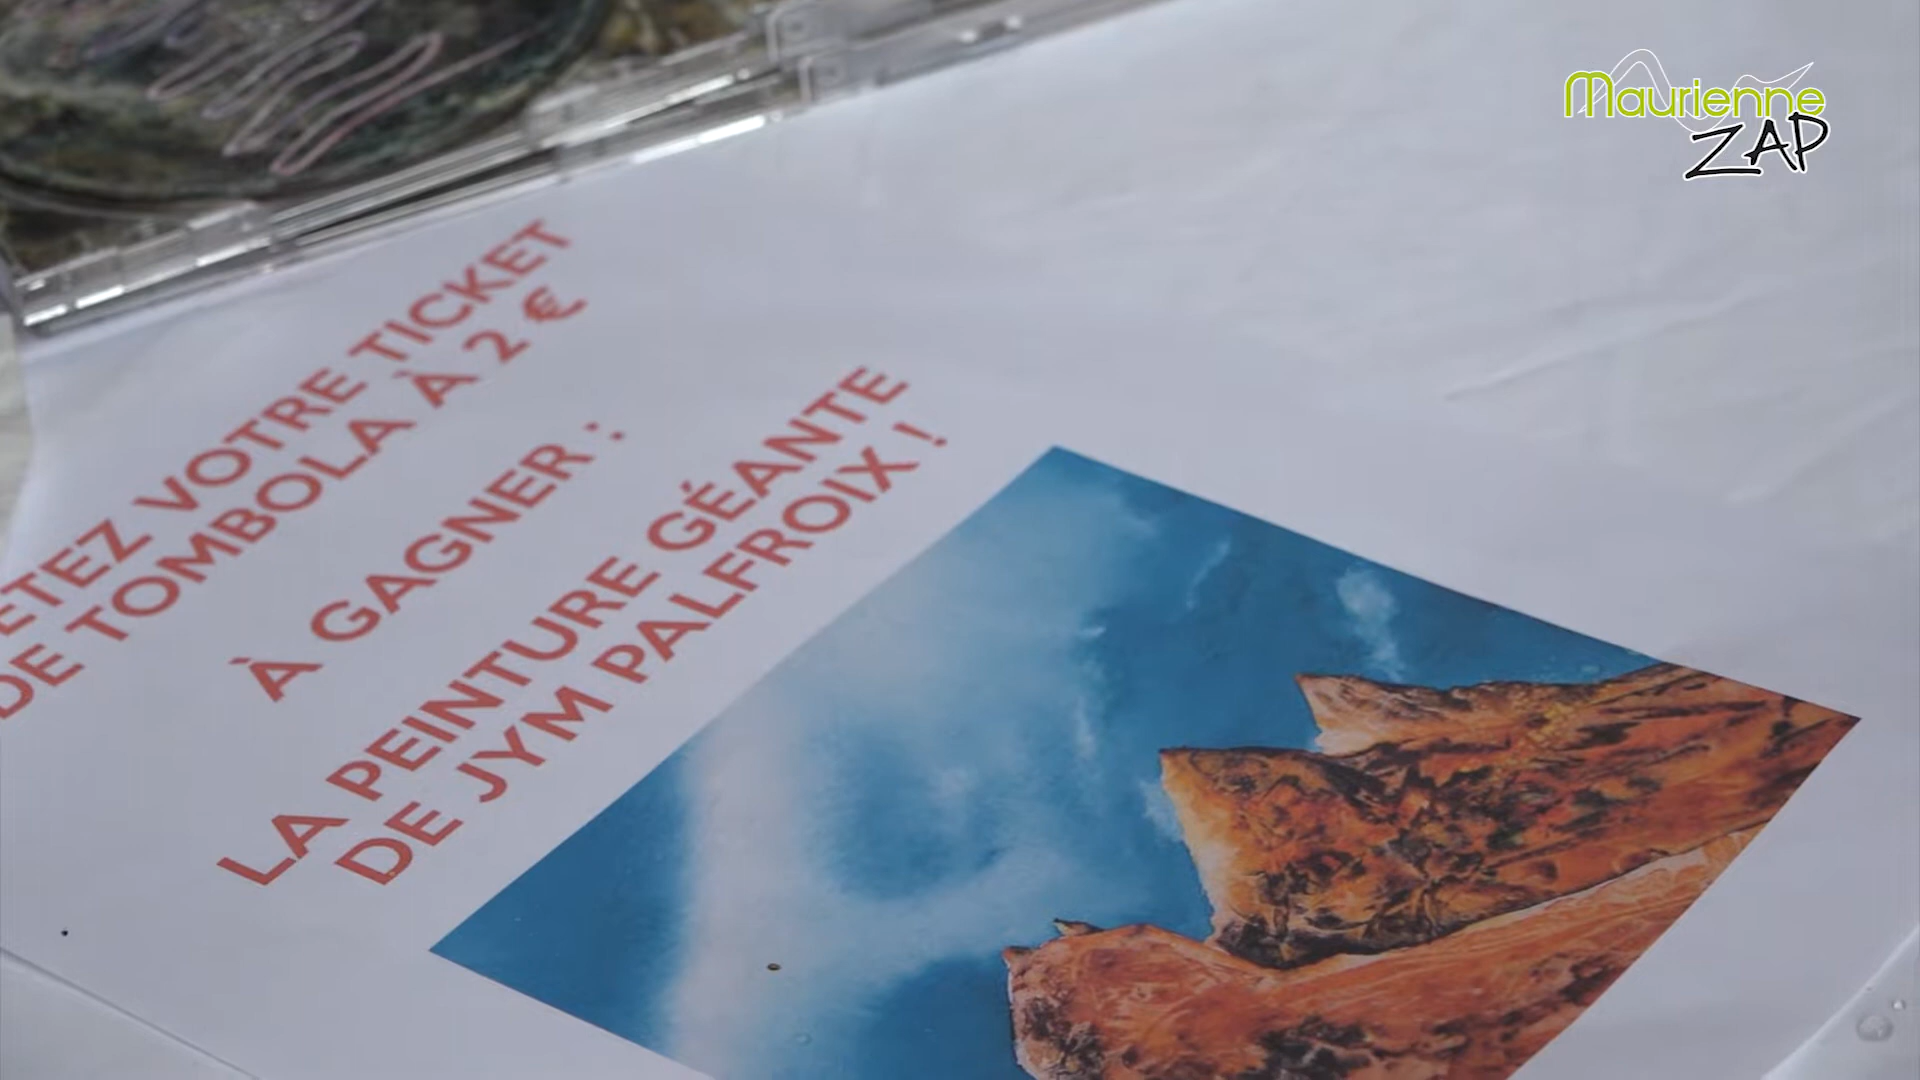 Maurienne
ZAP
ETEZ VOTRE TICKET
DE TOMBOLA À 2 €
À GAGNER :
LA PEINTURE GÉANTE
DE JYM PALFROIX !